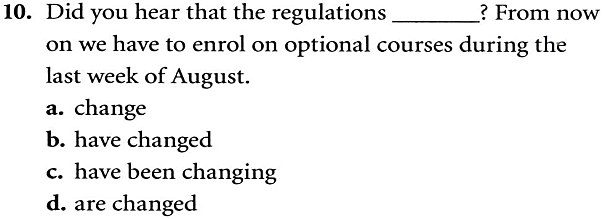 10. Did you hear that the regulations ________? From now
on we have to enrol on optional courses during the
last week of August.
a. change
b. have changed
c. have been changing
d. are changed